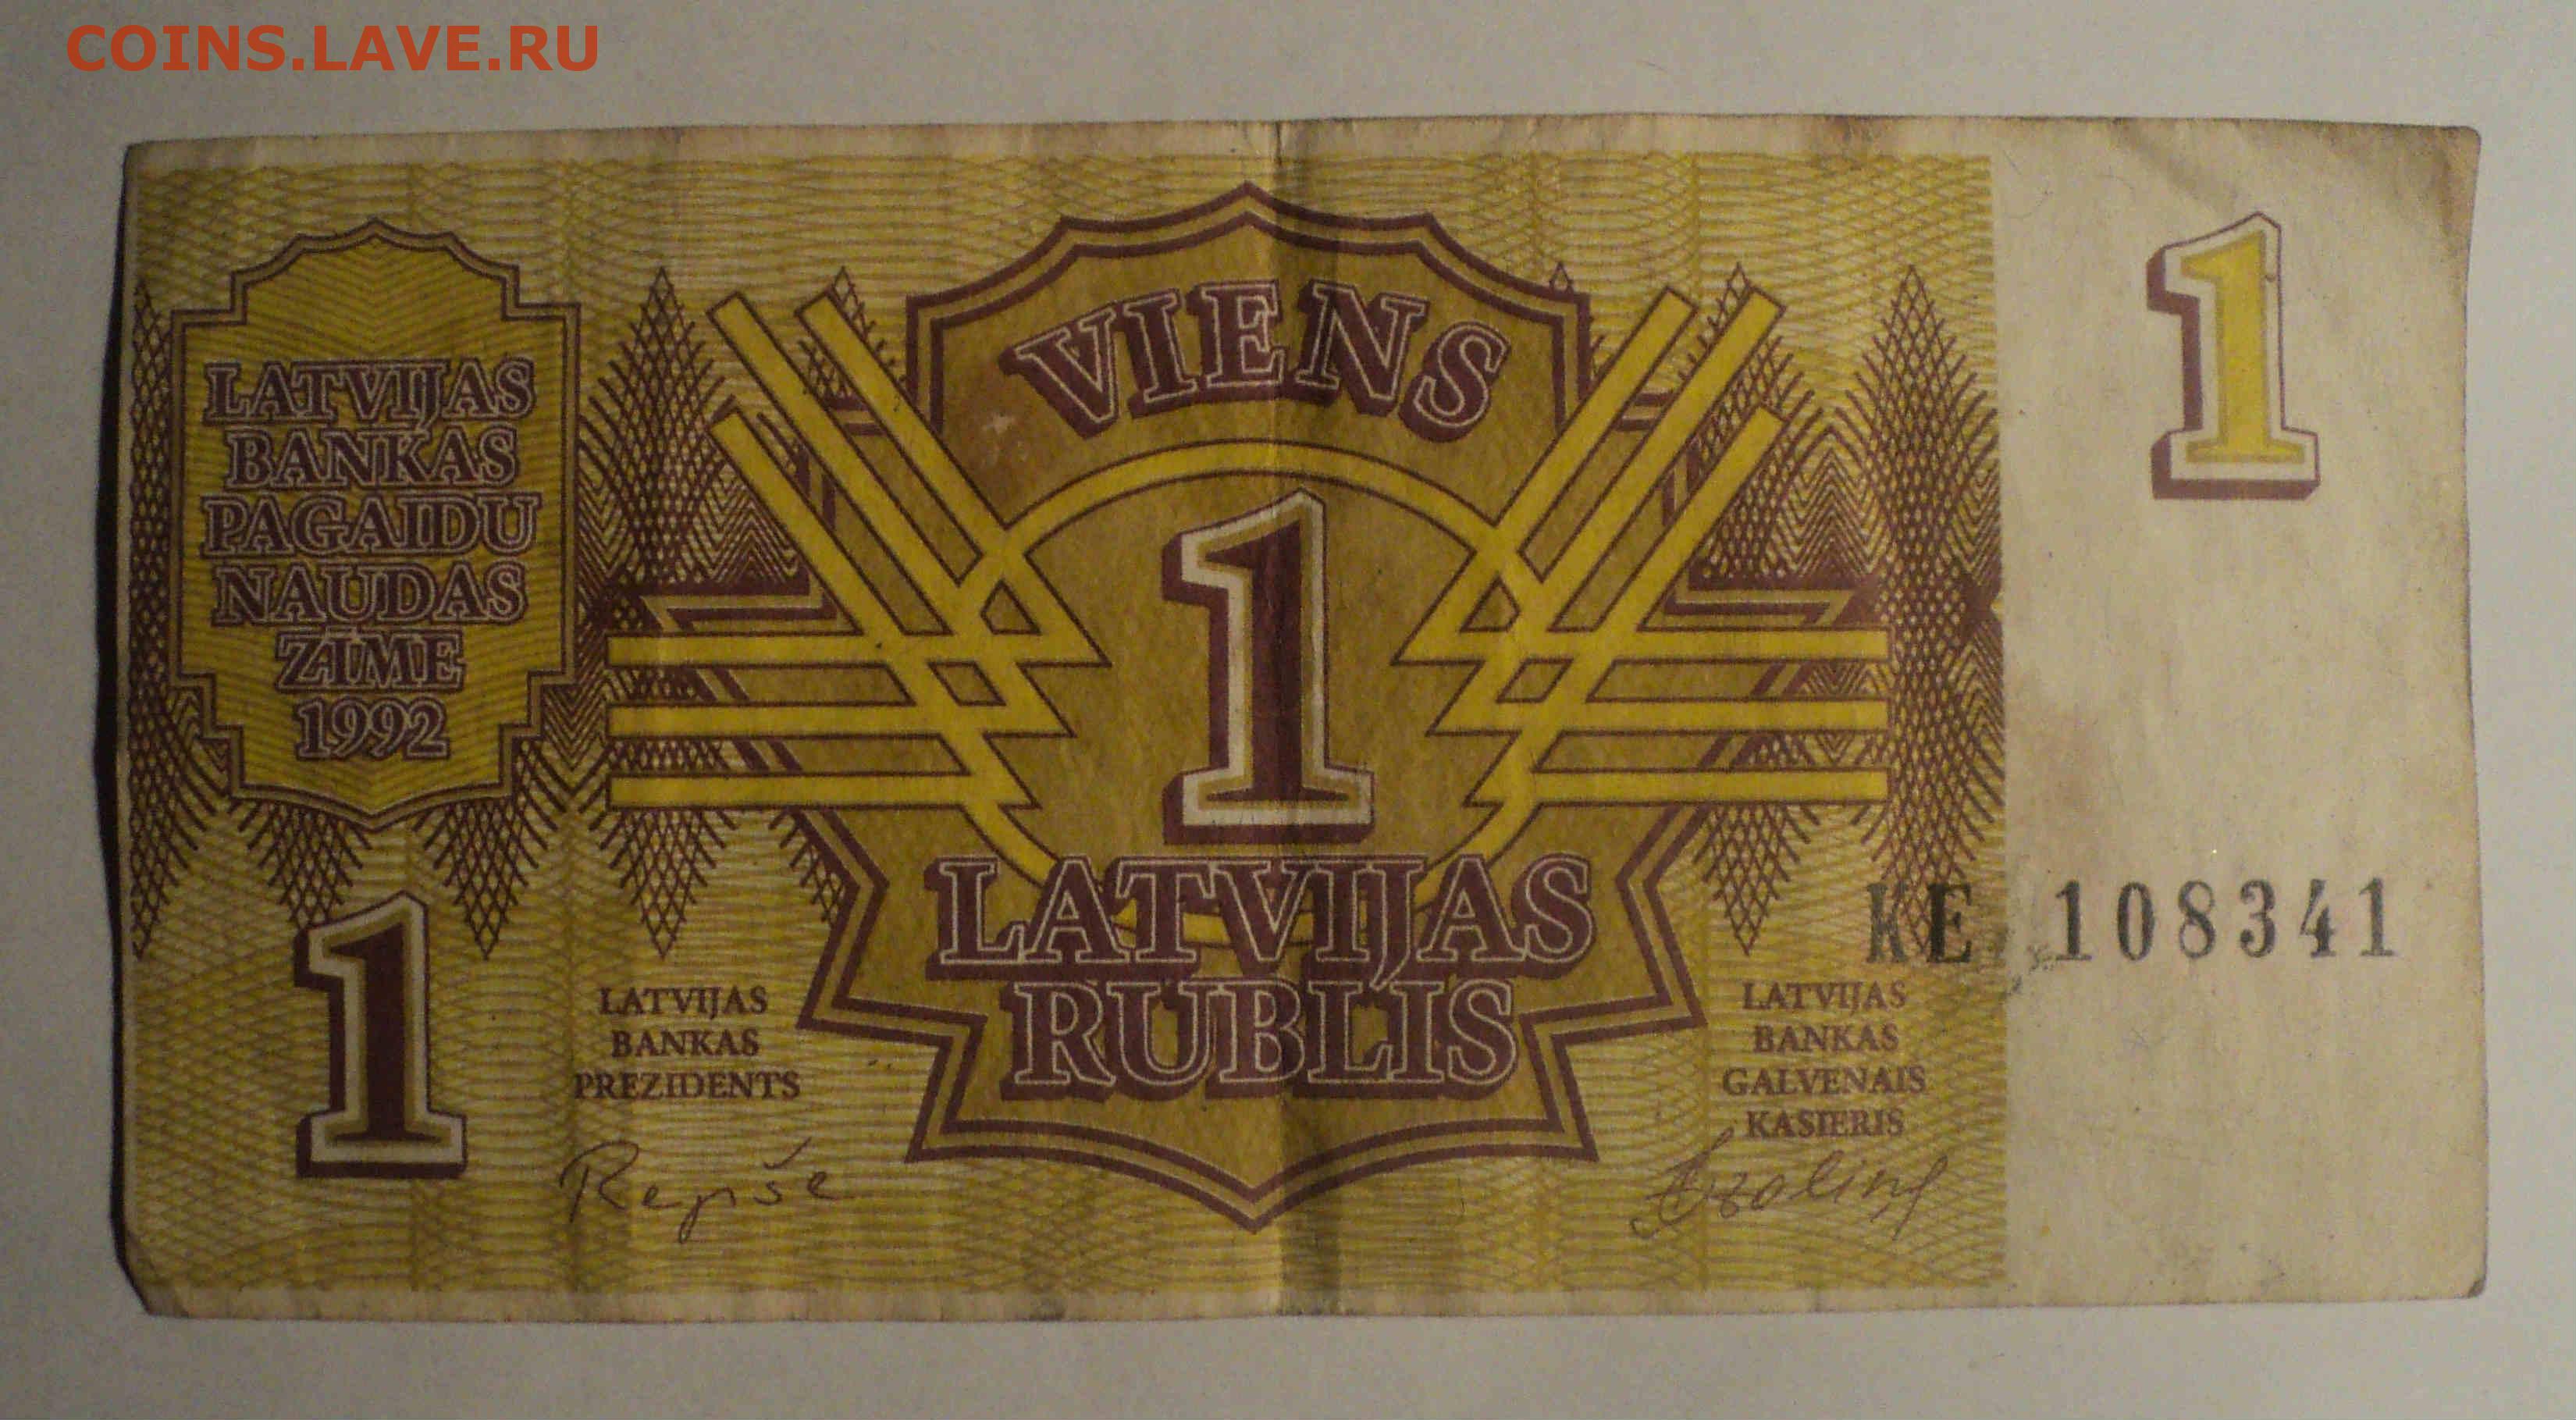 COINS.LAVE.RU
LATVIJAS
BANKAS
PAGAIDU
NAUDAS
ZĪME
1992
VIENS
1
LATVIJAS
RUBLIS
1
1
LATVIJAS
BANKAS
PREZIDENTS
Repše
KE 108341
LATVIJAS
BANKAS
GALVENAIS
KASIERIS